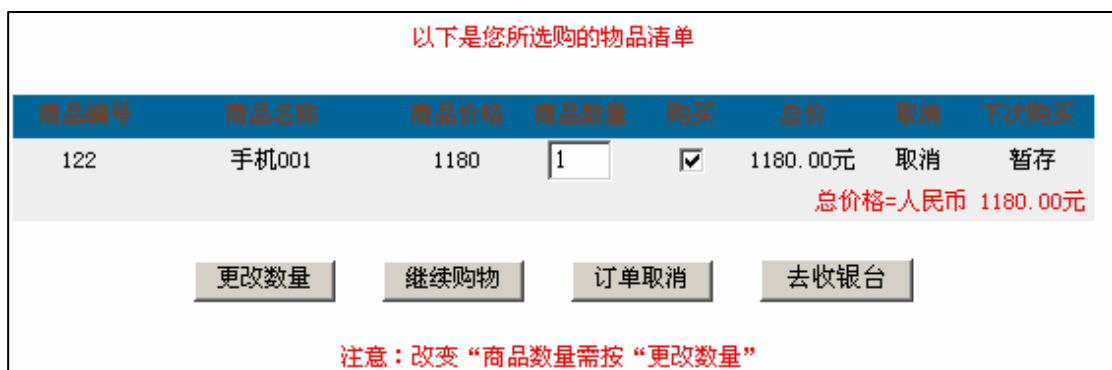 以下是您所选购的物品清单
商品编号 商品名称 商品价格 商品数量 购买 总价 取消 下次购买
122 手机001 1180 1 1180.00元 取消 暂存
总价格=人民币 1180.00元
更改数量 继续购物 订单取消 去收银台
注意：改变“商品数量需按“更改数量”